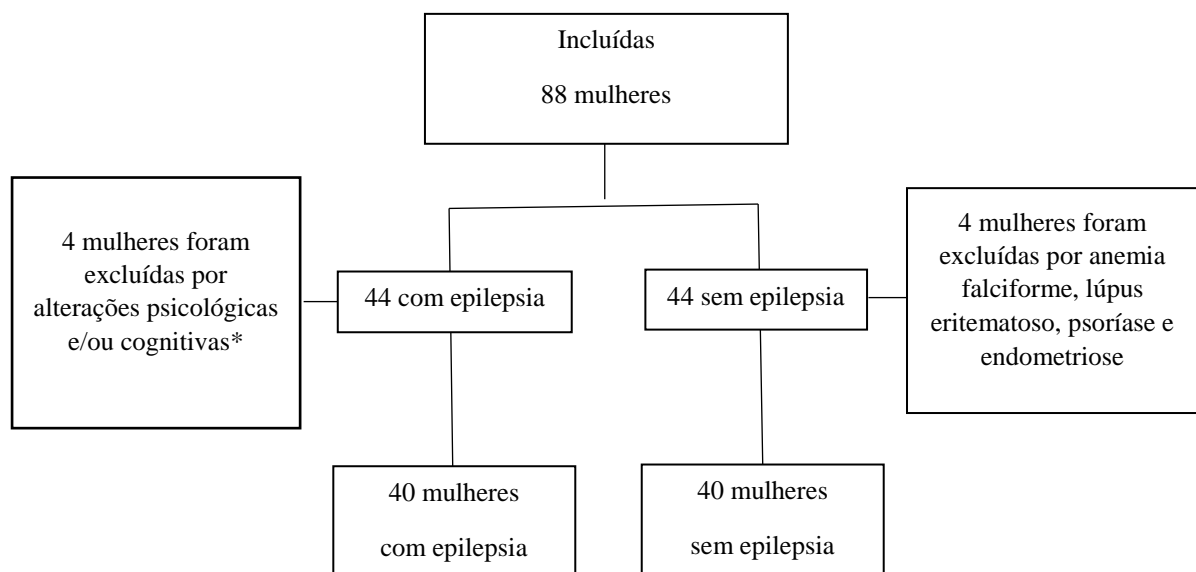 Incluídas
88 mulheres
4 mulheres foram
excluídas por
alterações psicológicas
e/ou cognitivas*
44 com epilepsia
44 sem epilepsia
4 mulheres foram
excluídas por anemia
falciforme, lúpus
eritematoso, psoríase e
endometriose
40 mulheres
com epilepsia
40 mulheres
sem epilepsia